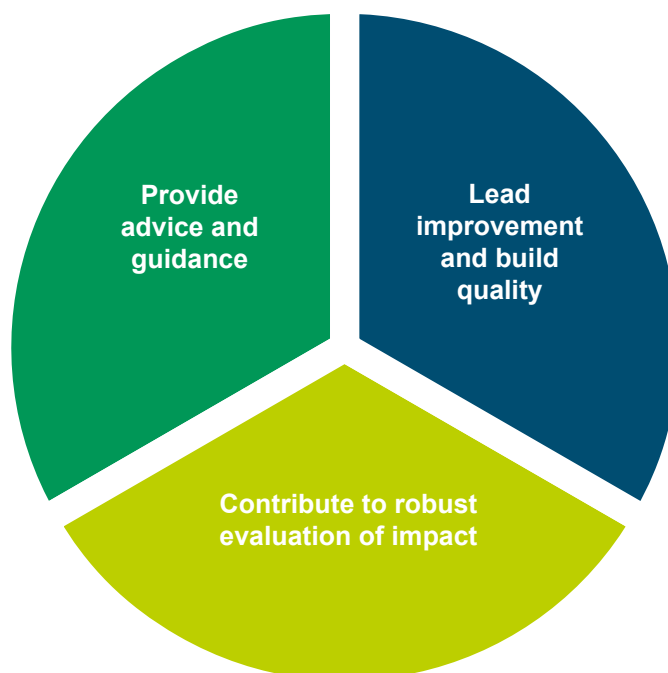 Provide
advice and
guidance
Lead
improvement
and build
quality
Contribute to robust
evaluation of impact